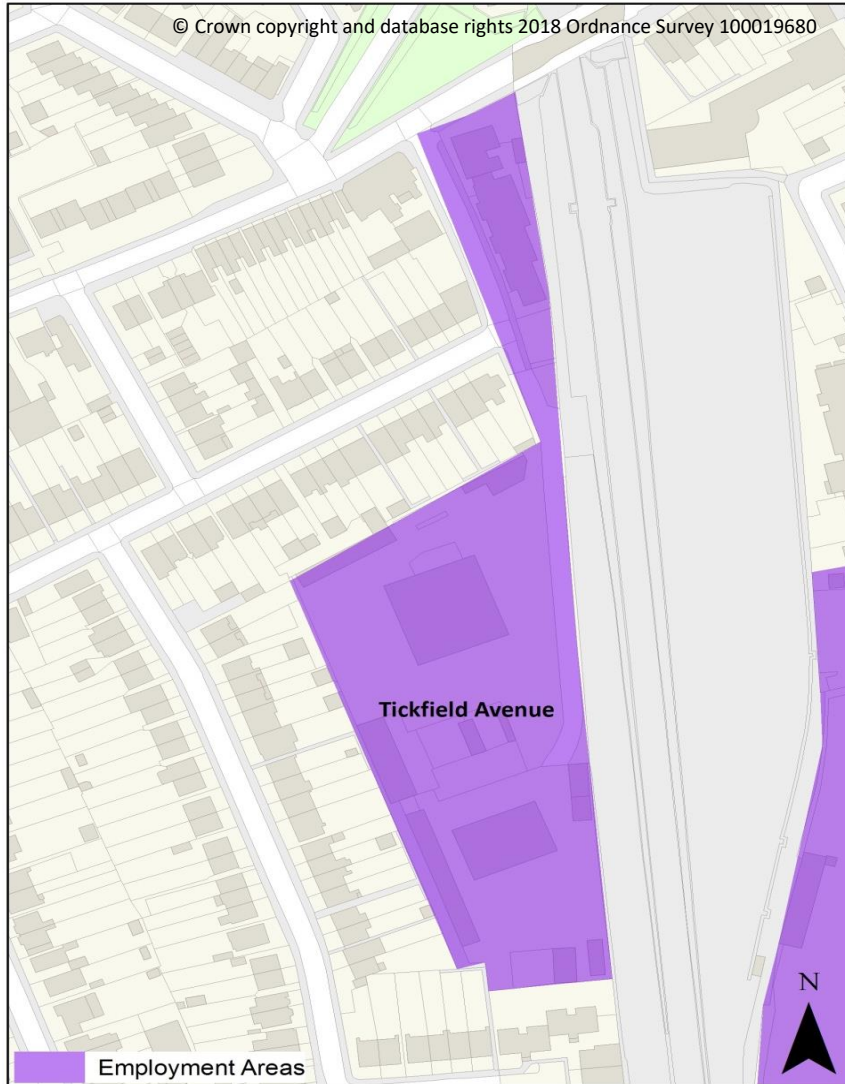 © Crown copyright and database rights 2018 Ordnance Survey 100019680
Tickfield Avenue
N
Employment Areas